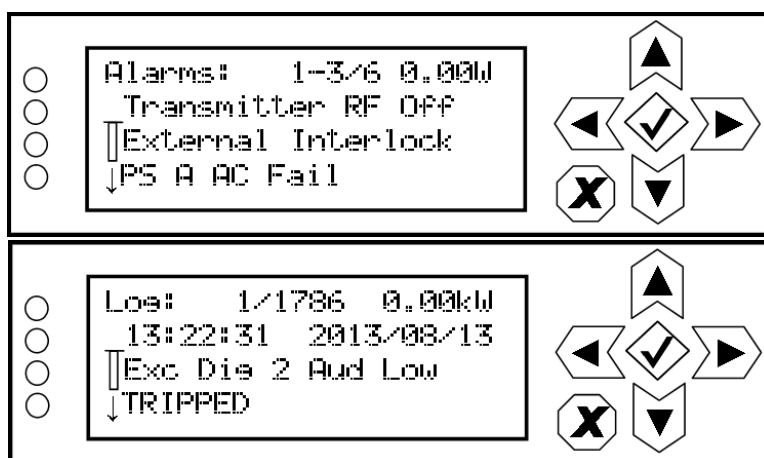 Alarms: 1-3/6 0.00W
Transmitter RF Off
External Interlock
↓PS A AC Fail
Log: 1/1786 0.00kW
13:22:31 2013/08/13
Exc Dig 2 Aud Low
↓TRIPPED